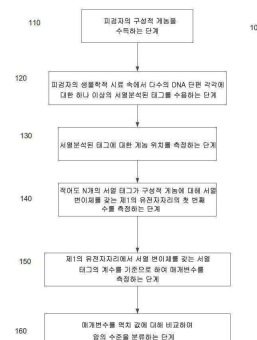 110
피검자의 구성적 게놈을
수득하는 단계
10
120
피검자의 생물학적 시료 속에서 다수의 DNA 단편 각각에
대한 하나 이상의 서열분석된 태그를 수용하는 단계
130
서열분석된 태그에 대한 게놈 위치를 측정하는 단계
140
적어도 N개의 서열 태그가 구성적 게놈에 대해 서열
변이체를 갖는 제1의 유전자자리의 첫 번째
수를 측정하는 단계
150
제1의 유전자자리에서 서열 변이체를 갖는 서열
태그의 계수를 기준으로 하여 매개변수를
측정하는 단계
160
매개변수를 역치 값에 대해 비교하여
암의 수준을 분류하는 단계